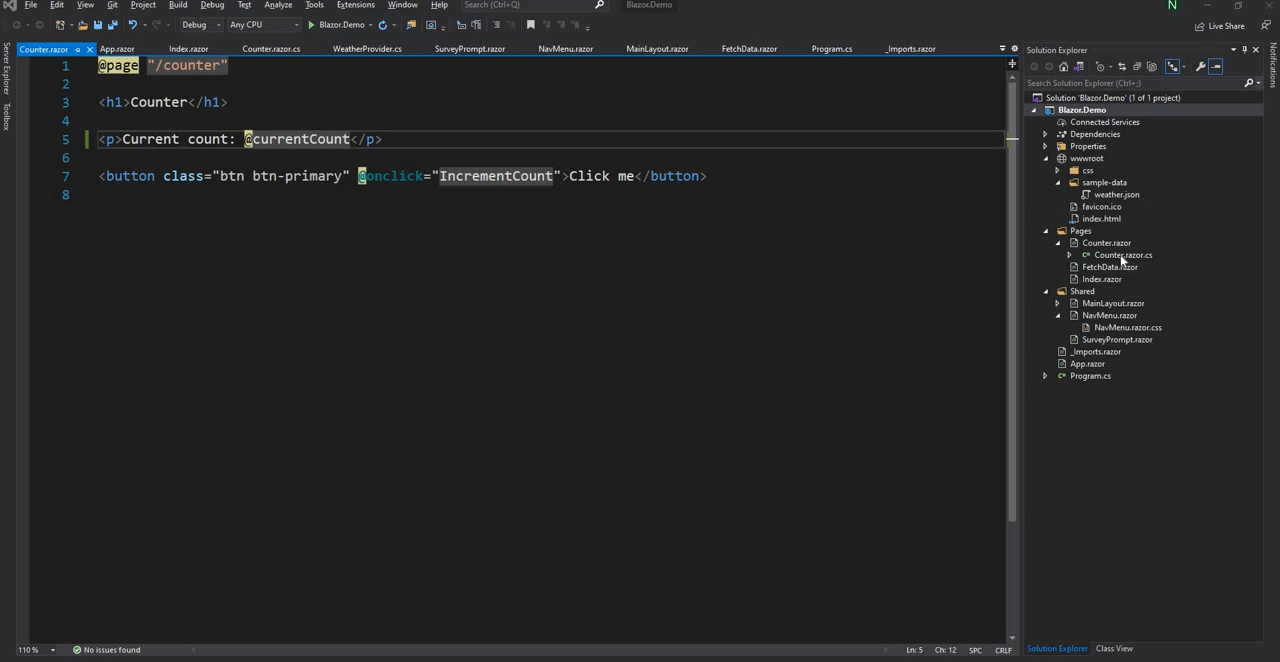 File Edit View Git Project Build Debug Test Analyze Tools Extensions Window Help Search (Ctrl+Q) Blazor.Demo N
Debug Any CPU Blazor.Demo Live Share
Server Explorer
Toolbox
Counter.razor App.razor Index.razor Counter.razor.cs WeatherProvider.cs SurveyPrompt.razor NavMenu.razor MainLayout.razor FetchData.razor Program.cs _Imports.razor
1 @page "/counter"
2
3 <h1>Counter</h1>
4
5 <p>Current count: @currentCount</p>
6
7 <button class="btn btn-primary" @onclick="IncrementCount">Click me</button>
8
110 % No issues found Ln: 5 Ch: 12 SPC CRLF
Solution Explorer
Search Solution Explorer (Ctrl+;)
Solution 'Blazor.Demo' (1 of 1 project)
Blazor.Demo
Connected Services
Dependencies
Properties
wwwroot
css
sample-data
weather.json
favicon.ico
index.html
Pages
Counter.razor
Counter.razor.cs
FetchData.razor
Index.razor
Shared
MainLayout.razor
NavMenu.razor
NavMenu.razor.css
SurveyPrompt.razor
_Imports.razor
App.razor
Program.cs
Solution Explorer Class View
Notifications